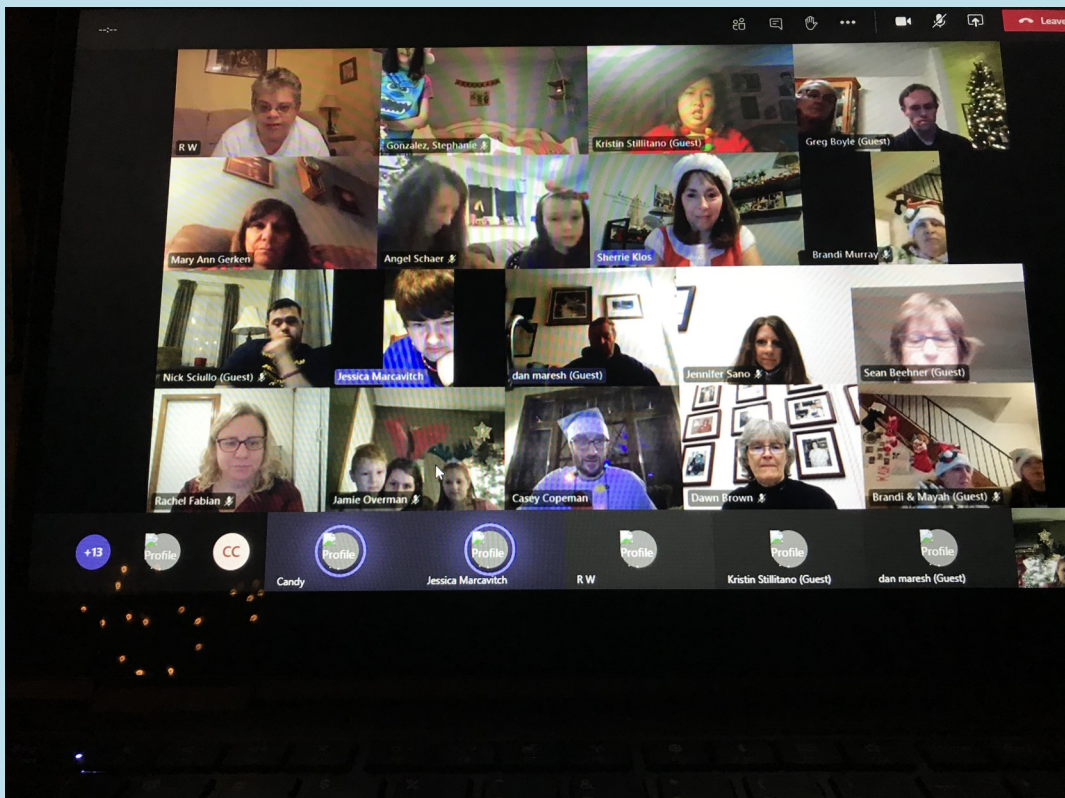 --:--
Leave
R W
Gonzalez, Stephanie
Kristin Stillitano (Guest)
Greg Boyle (Guest)
Mary Ann Gerken
Angel Schaer
Sherrie Klos
Brandi Murray
Nick Sciullo (Guest)
Jessica Marcavitch
dan maresh (Guest)
Jennifer Sano
Sean Beehner (Guest)
Rachel Fabian
Jamie Overman
Casey Copeman
Dawn Brown
Brandi & Mayah (Guest)
+13
Profile
CC
Profile
Candy
Profile
Jessica Marcavitch
Profile
R W
Profile
Kristin Stillitano (Guest)
Profile
dan maresh (Guest)